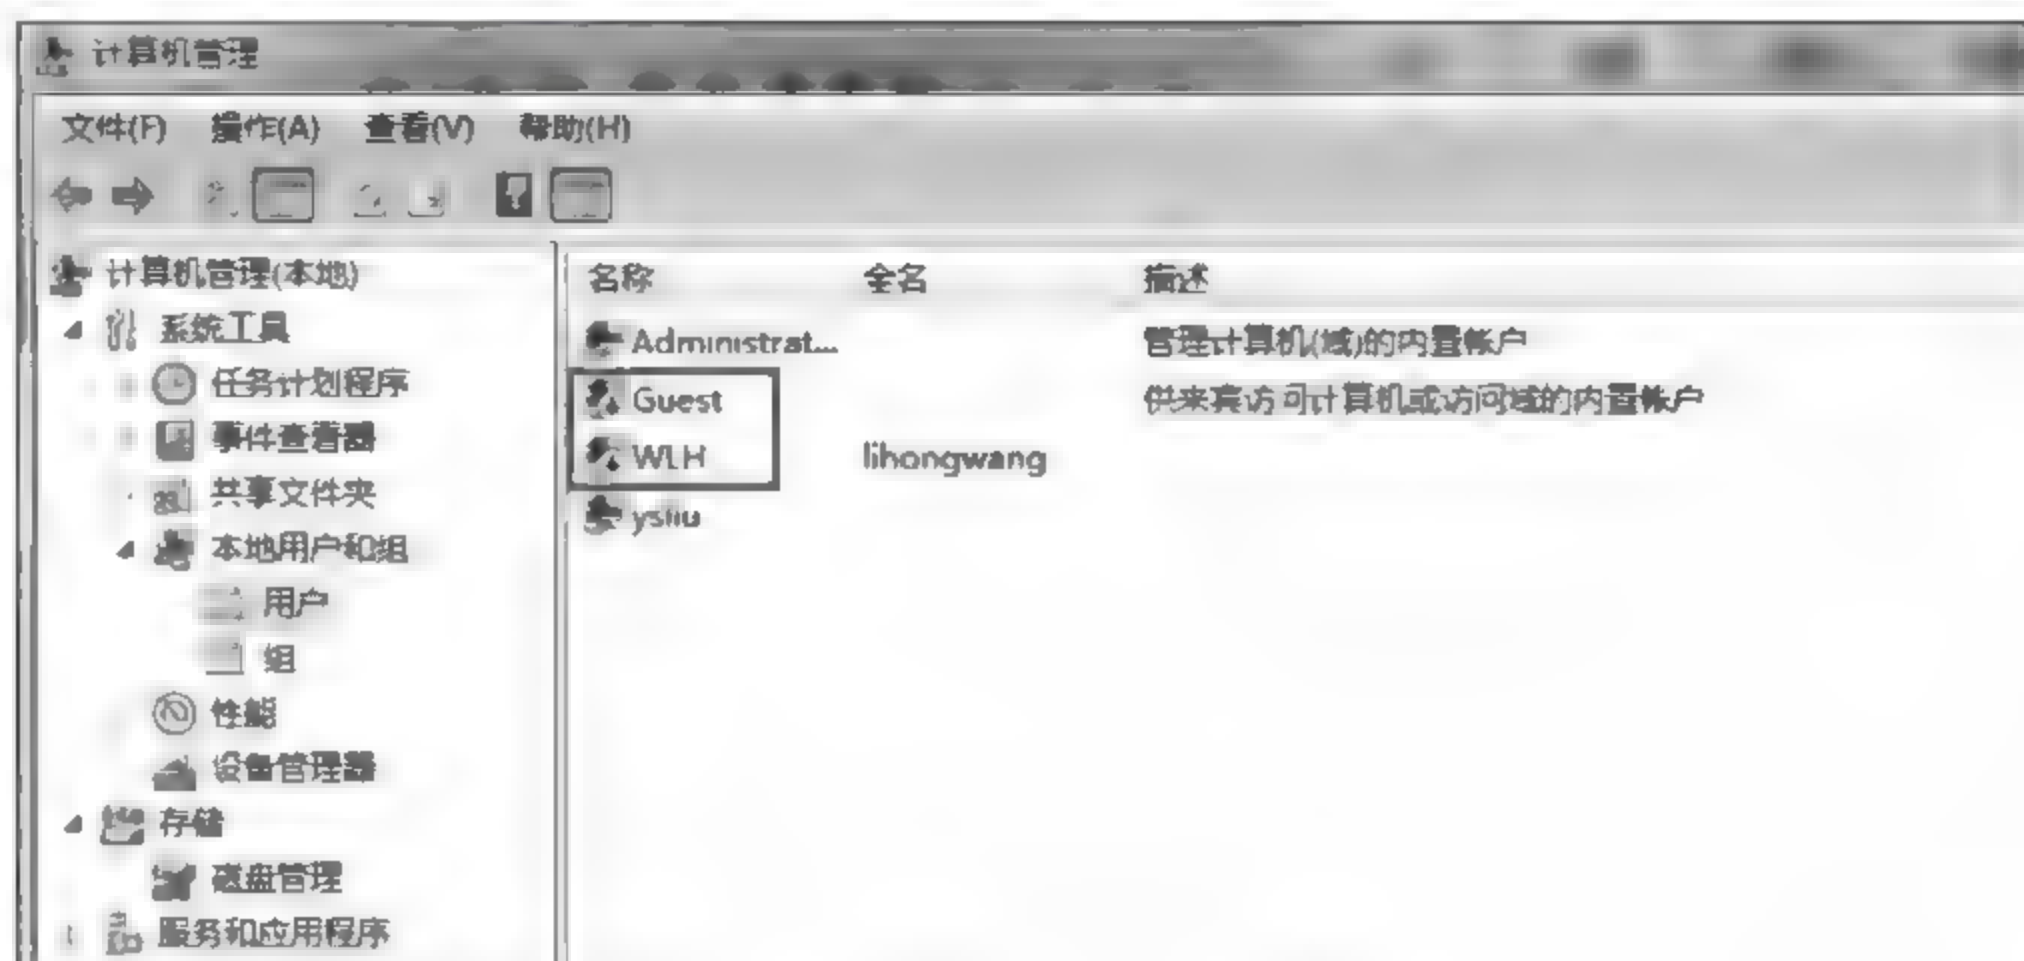 计算机管理
文件(F) 操作(A) 查看(V) 帮助(H)
计算机管理(本地)
系统工具
任务计划程序
事件查看器
共享文件夹
本地用户和组
用户
组
性能
设备管理器
存储
磁盘管理
服务和应用程序
名称 全名 描述
Administrat... 管理计算机(域)的内置帐户
Guest 供来宾访问计算机或访问域的内置帐户
WLH lihongwang
ysliu